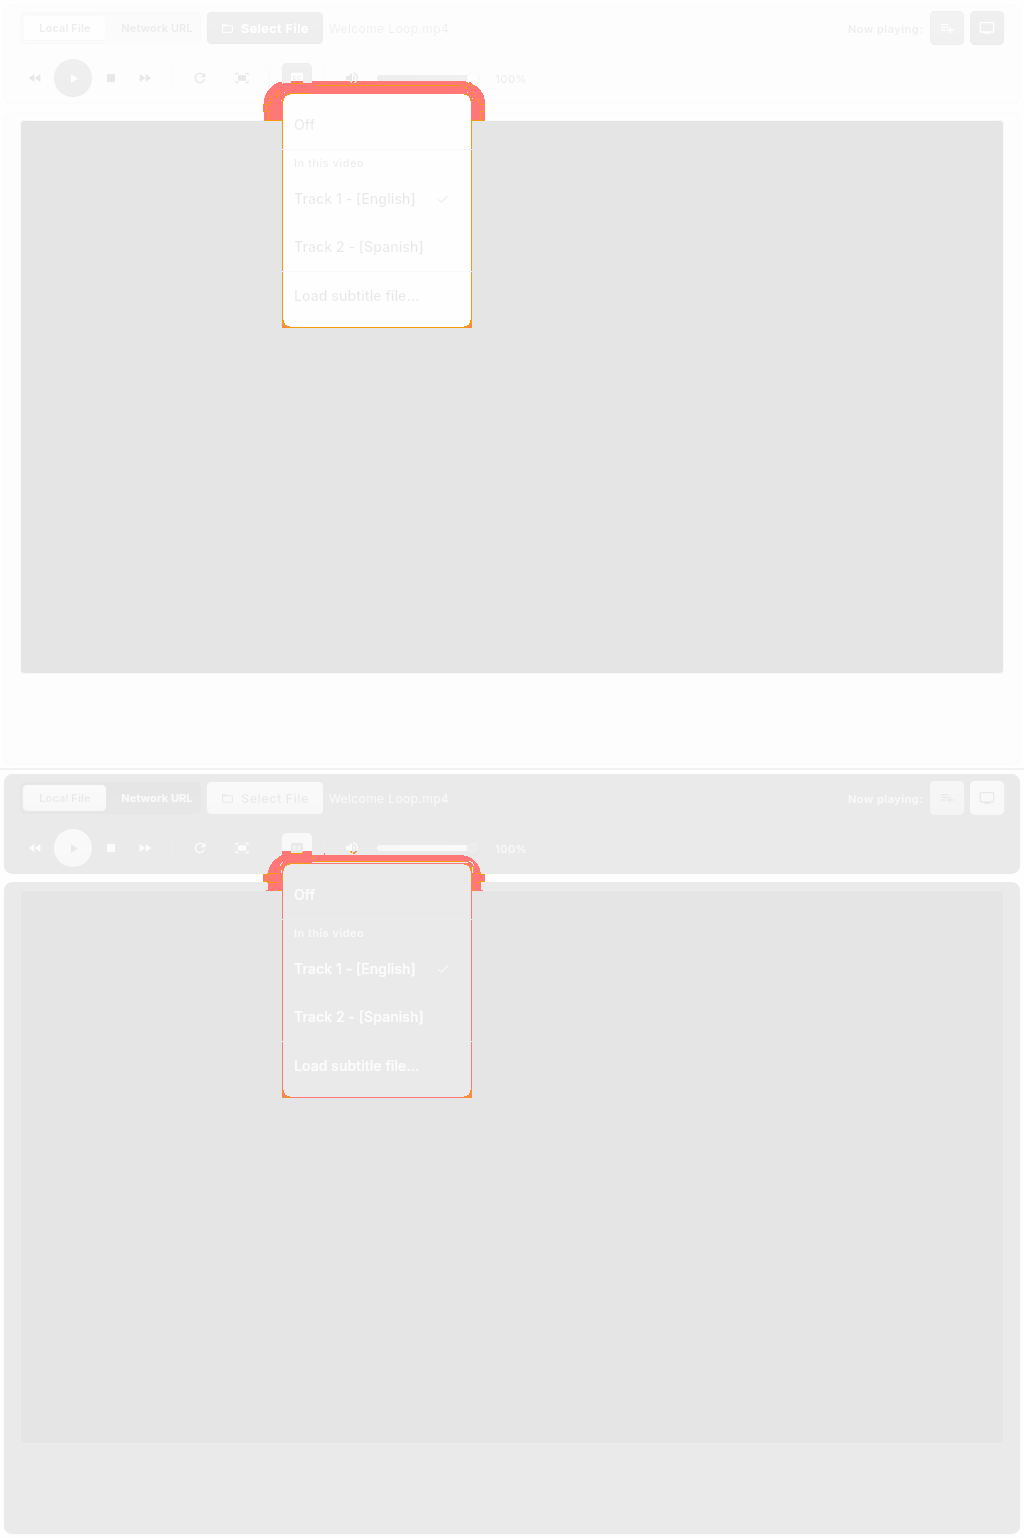 Local File Network URL Select File Welcome Loop.mp4 Now playing:
100%
Off
In this video
Track 1 - [English]
Track 2 - [Spanish]
Load subtitle file...
Local File Network URL Select File Welcome Loop.mp4 Now playing:
100%
Off
In this video
Track 1 - [English]
Track 2 - [Spanish]
Load subtitle file...